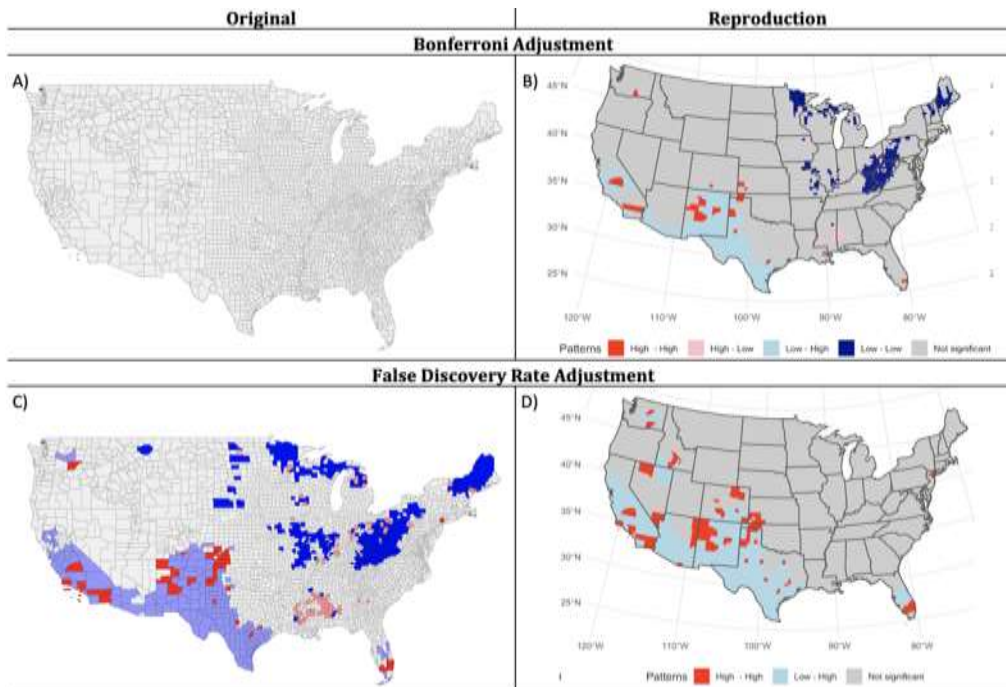 Original Reproduction
Bonferroni Adjustment
A) B)
45°N
40°N
35°N
30°N
25°N
120°W 110°W 100°W 90°W 80°W
Patterns High - High High - Low Low - High Low - Low Not significant
False Discovery Rate Adjustment
C) D)
45°N
40°N
35°N
30°N
25°N
120°W 110°W 100°W 90°W 80°W
Patterns High - High Low - High Not significant